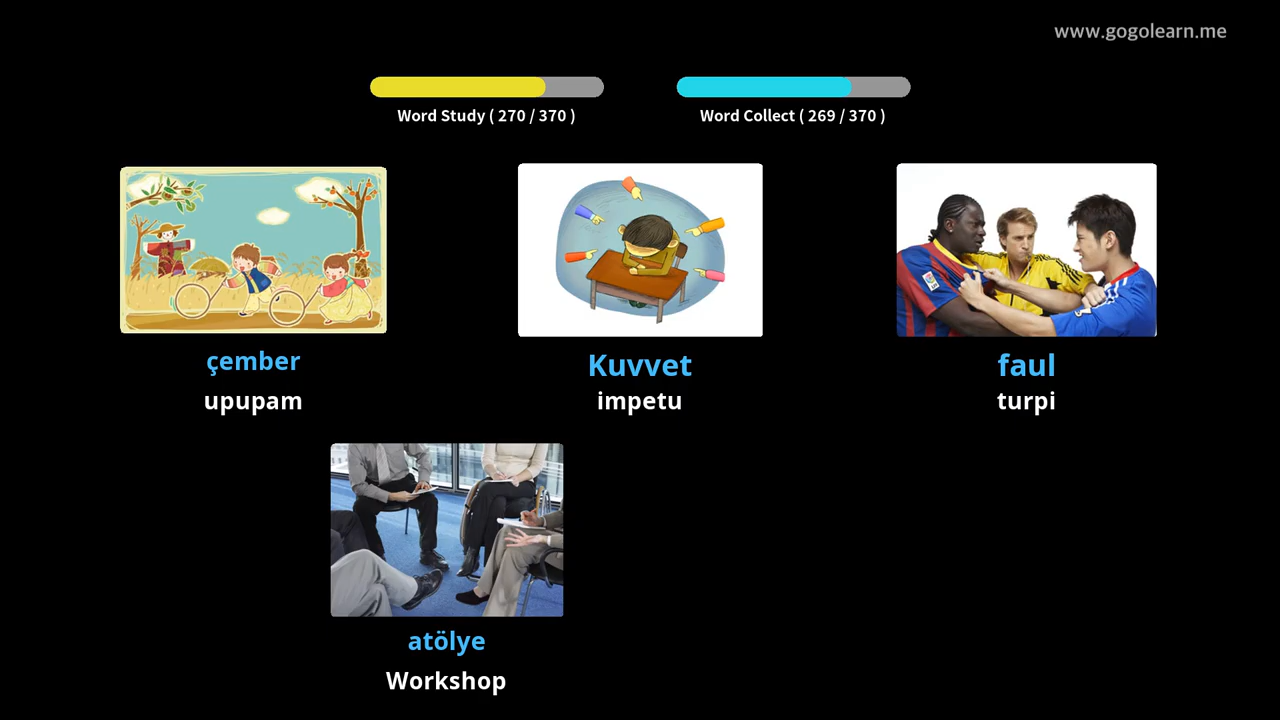 www.gogolearn.me
Word Study ( 270 / 370 )
Word Collect ( 269 / 370 )
çember
upupam
Kuvvet
impetu
faul
turpi
atölye
Workshop